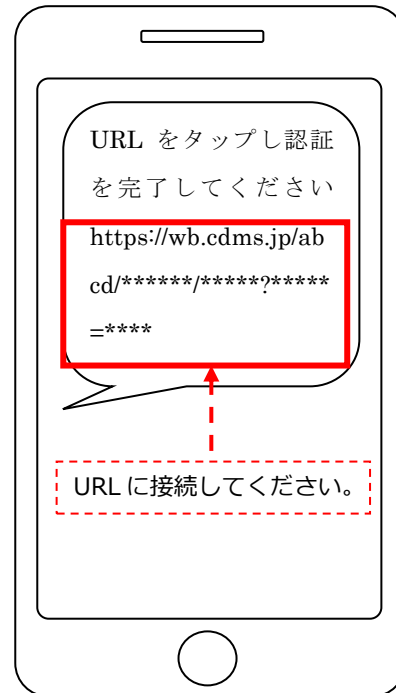 URL をタップし認証
を完了してください
https://wb.cdms.jp/ab
cd/******/*****?*****
=****
URL に接続してください。